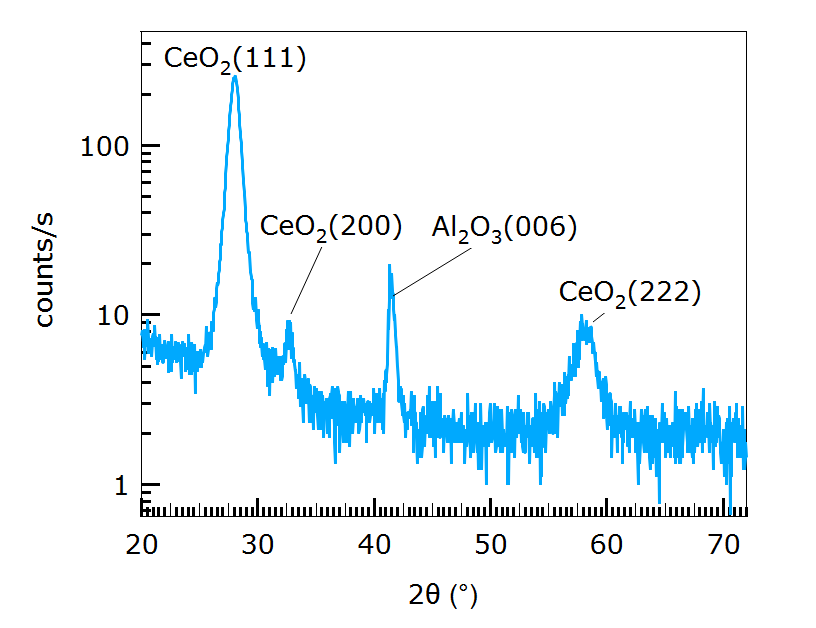 CeO₂(111)
100
CeO₂(200)
Al₂O₃(006)
counts/s
CeO₂(222)
10
1
20 30 40 50 60 70
2θ (°)